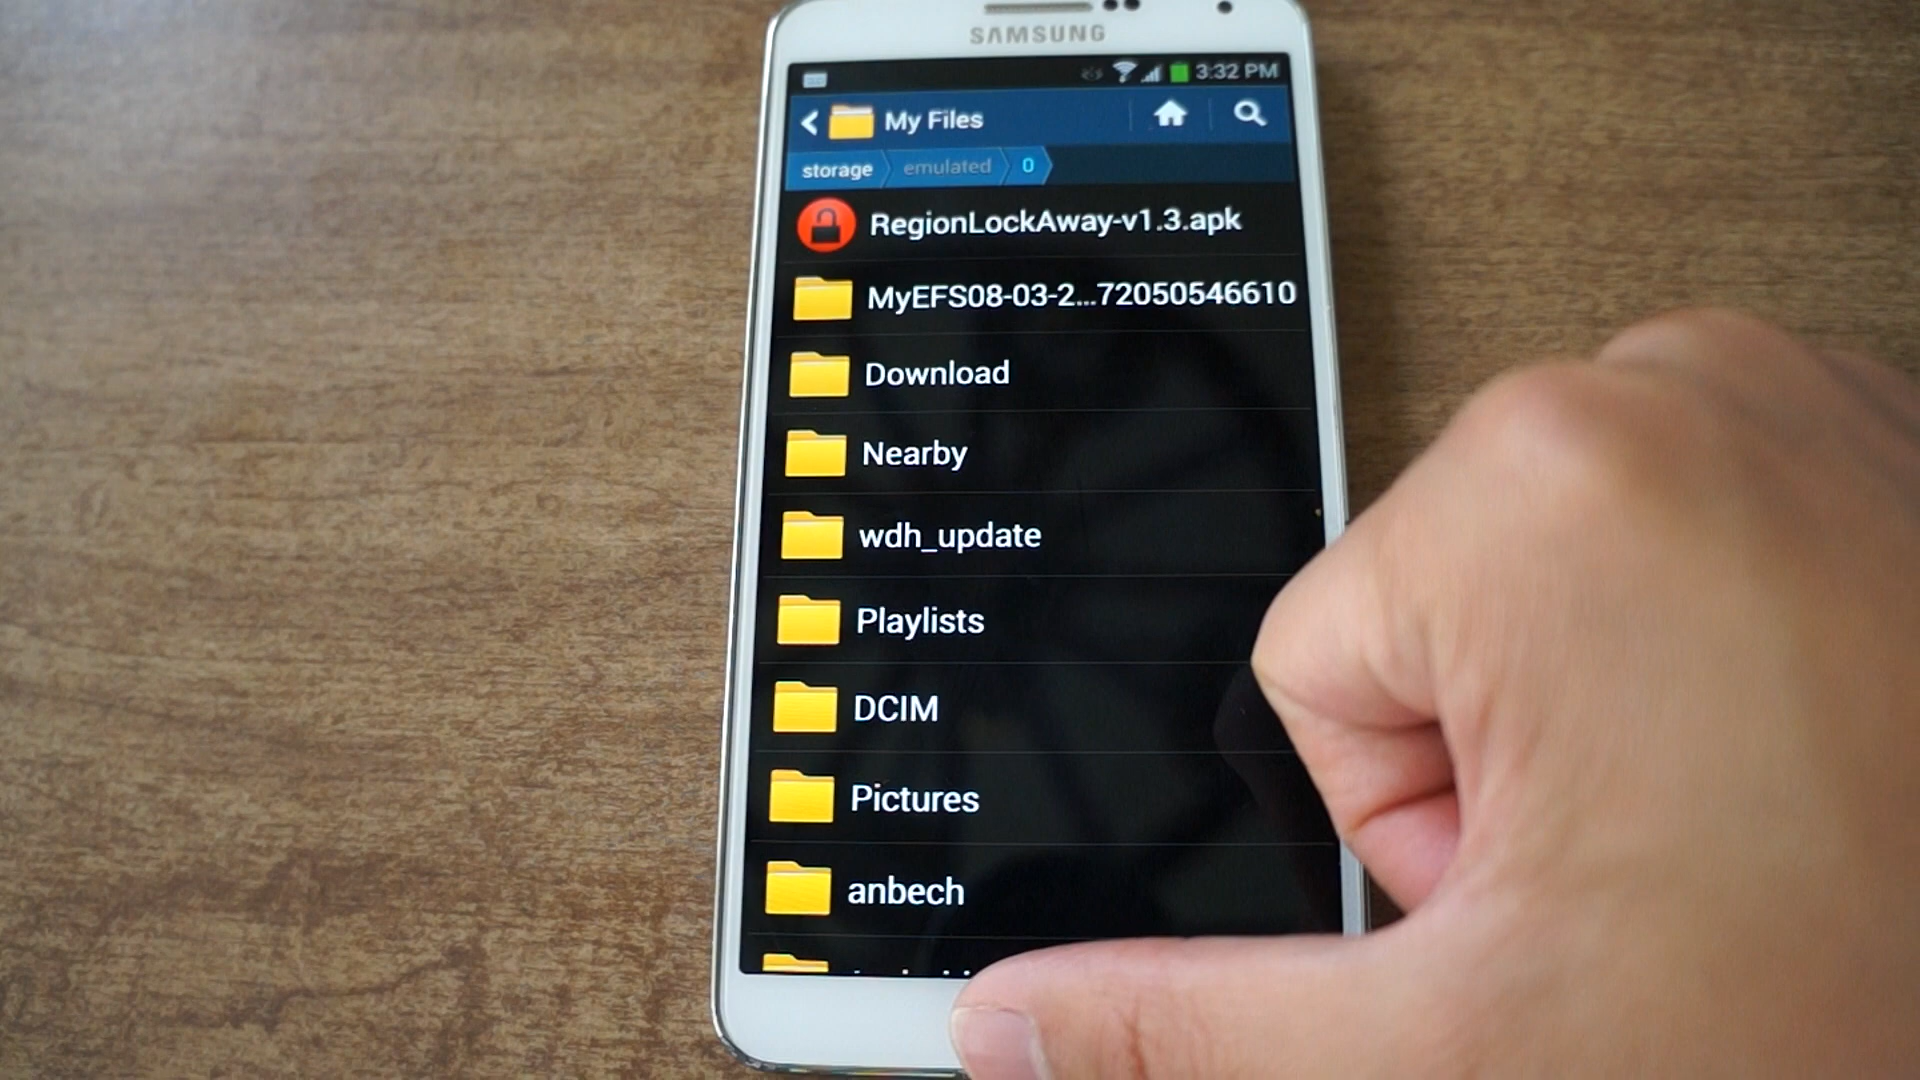 SAMSUNG
3:32 PM
My Files
storage emulated 0
RegionLockAway-v1.3.apk
MyEFS08-03-2...72050546610
Download
Nearby
wdh_update
Playlists
DCIM
Pictures
anbech